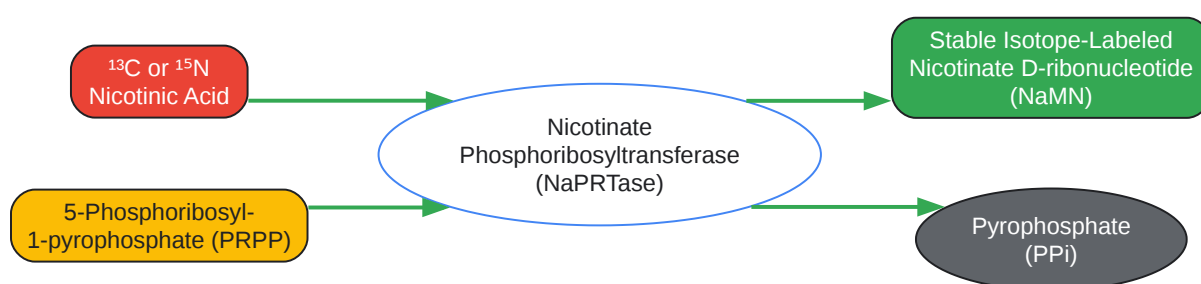 ¹³C or ¹⁵N
Nicotinic Acid
5-Phosphoribosyl-
1-pyrophosphate (PRPP)
Nicotinate
Phosphoribosyltransferase
(NaPRTase)
Stable Isotope-Labeled
Nicotinate D-ribonucleotide
(NaMN)
Pyrophosphate
(PPi)